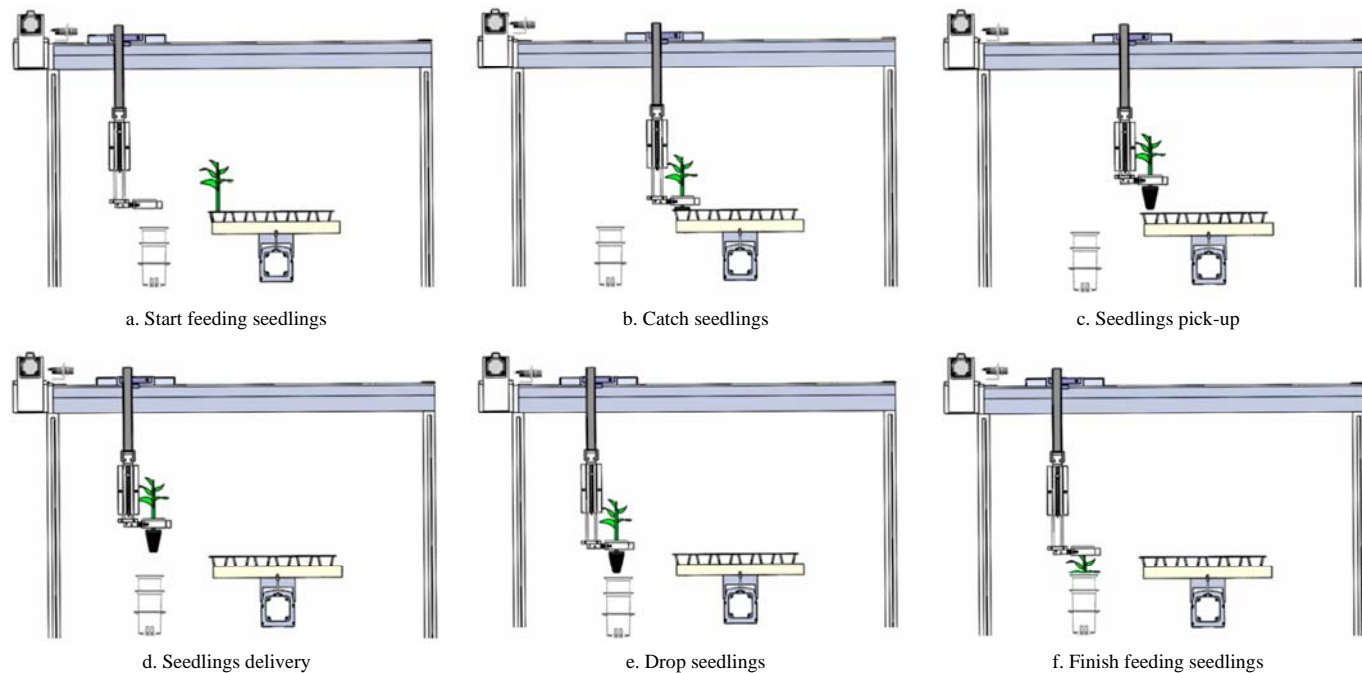 a. Start feeding seedlings
b. Catch seedlings
c. Seedlings pick-up
d. Seedlings delivery
e. Drop seedlings
f. Finish feeding seedlings